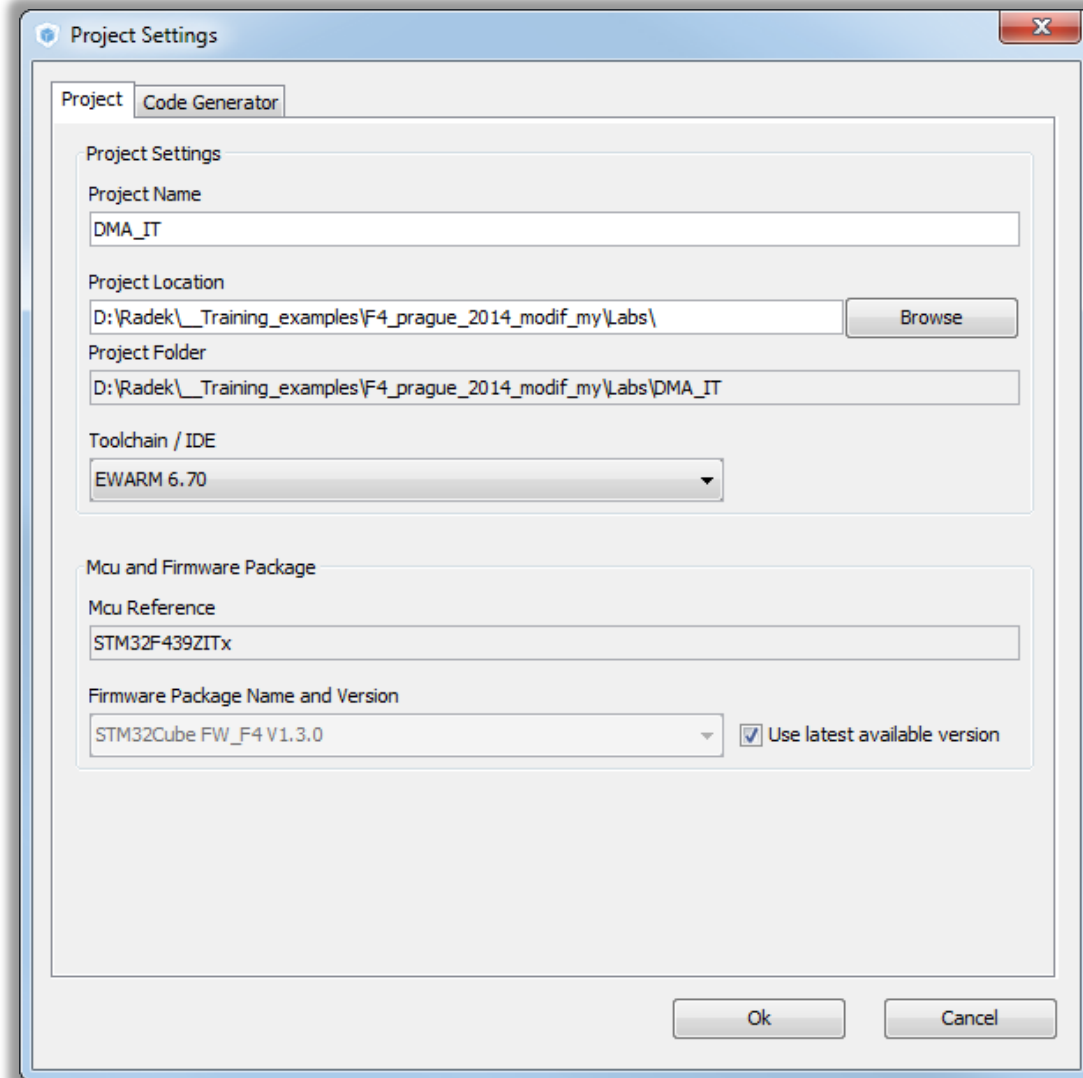 Project Settings
X
Project
Code Generator
Project Settings
Project Name
DMA_IT
Project Location
D:\Radek\__Training_examples\F4_prague_2014_modif_my\Labs\
Browse
Project Folder
D:\Radek\__Training_examples\F4_prague_2014_modif_my\Labs\DMA_IT
Toolchain / IDE
EWARM 6.70
Mcu and Firmware Package
Mcu Reference
STM32F439ZITx
Firmware Package Name and Version
STM32Cube FW_F4 V1.3.0
Use latest available version
Ok
Cancel